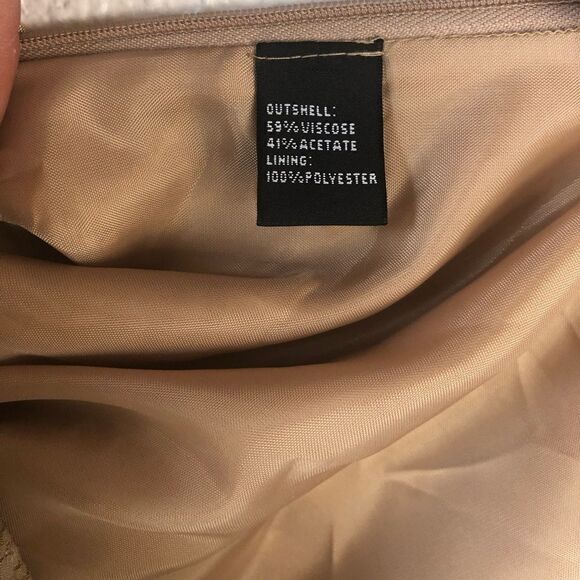 OUTSHELL:
59%VISCOSE
41%ACETATE
LINING:
100%POLYESTER